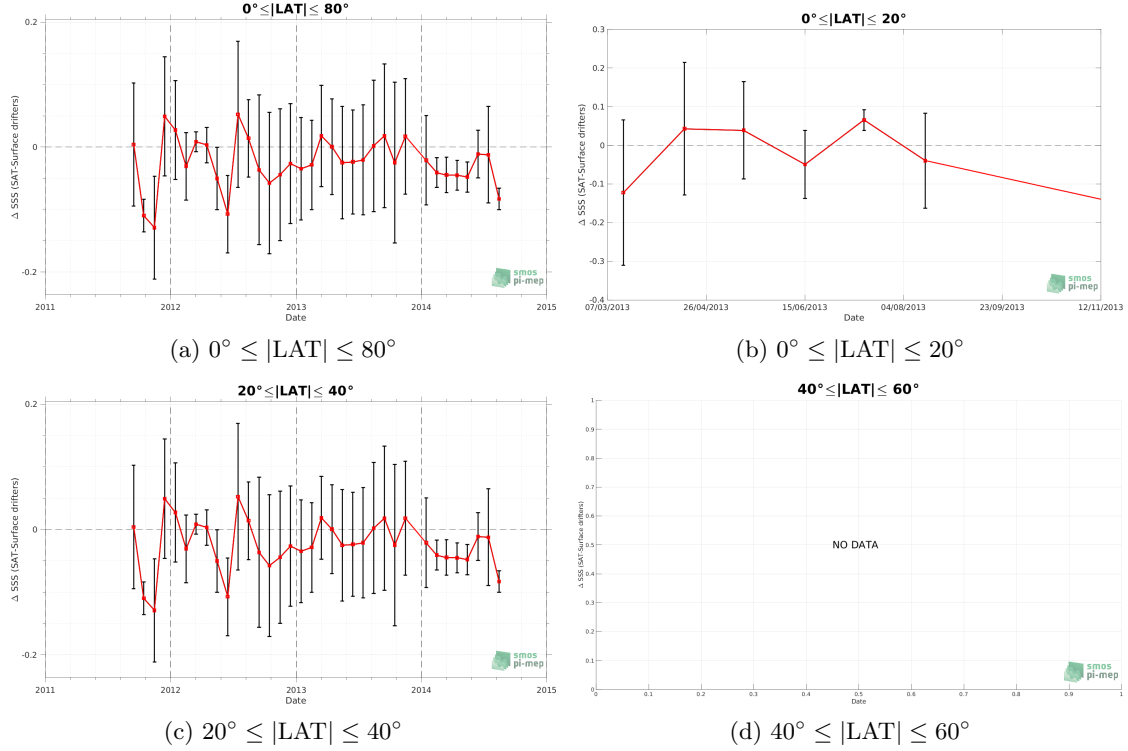 0°≤|LAT|≤ 80°
Δ SSS (SAT-Surface drifters)
0.2
0
-0.2
2011
2012
2013
2014
2015
Date
smos
pi-mep
(a) 0° ≤ |LAT| ≤ 80°
0°≤|LAT|≤ 20°
Δ SSS (SAT-Surface drifters)
0.3
0.2
0.1
0
-0.1
-0.2
-0.3
-0.4
07/03/2013
26/04/2013
15/06/2013
04/08/2013
23/09/2013
12/11/2013
Date
smos
pi-mep
(b) 0° ≤ |LAT| ≤ 20°
20°≤|LAT|≤ 40°
Δ SSS (SAT-Surface drifters)
0.2
0
-0.2
2011
2012
2013
2014
2015
Date
smos
pi-mep
(c) 20° ≤ |LAT| ≤ 40°
40°≤|LAT|≤ 60°
Δ SSS (SAT-Surface drifters)
1
0.9
0.8
0.7
0.6
0.5
0.4
0.3
0.2
0.1
0
NO DATA
0
0.1
0.2
0.3
0.4
0.5
0.6
0.7
0.8
0.9
1
Date
smos
pi-mep
(d) 40° ≤ |LAT| ≤ 60°